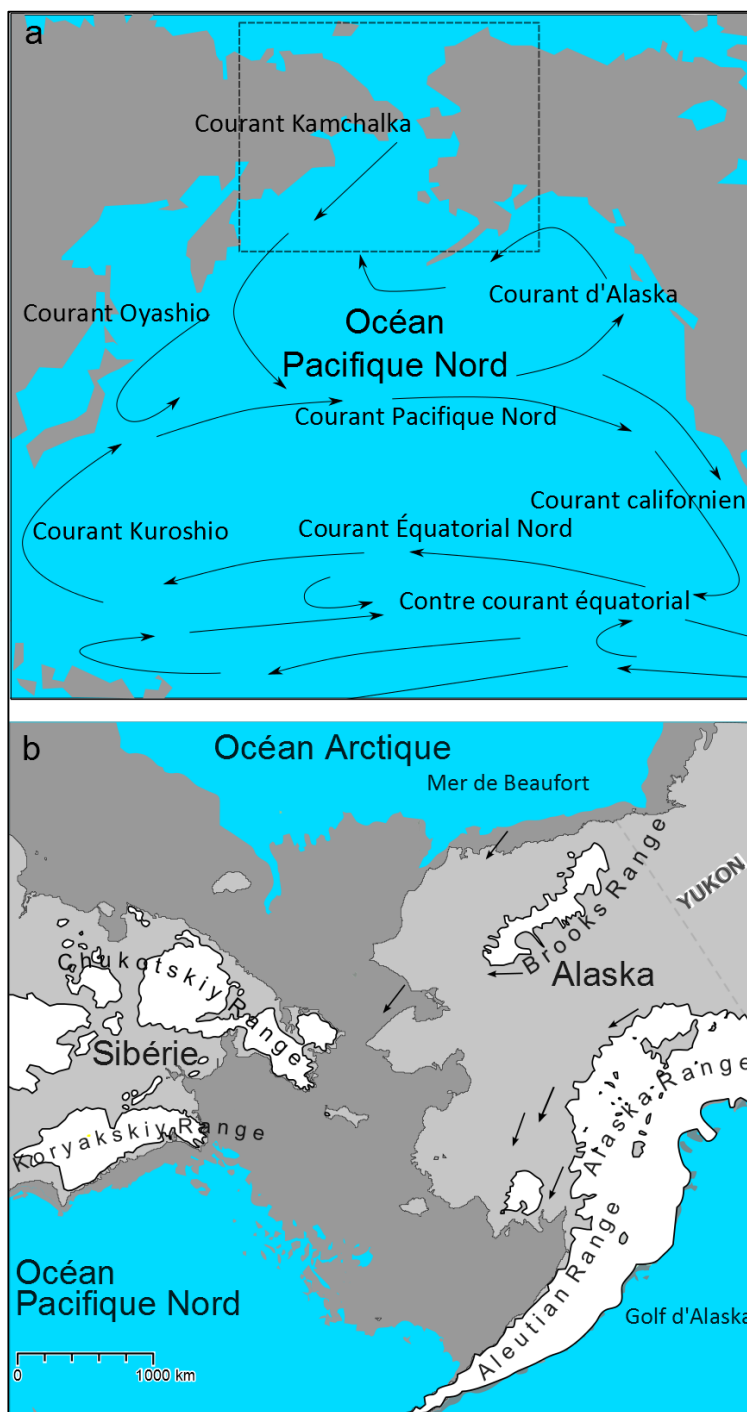 a
Courant Kamchalka
Courant Oyashio
Courant d'Alaska
Océan
Pacifique Nord
Courant Pacifique Nord
Courant californien
Courant Kuroshio
Courant Équatorial Nord
Contre courant équatorial
b
Océan Arctique
Mer de Beaufort
YUKON
Brooks Range
Alaska
Chukotskiy Range
Sibérie
Koryakskiy Range
Alaska Range
Aleutian Range
Océan
Pacifique Nord
Golf d'Alaska
0 1000 km